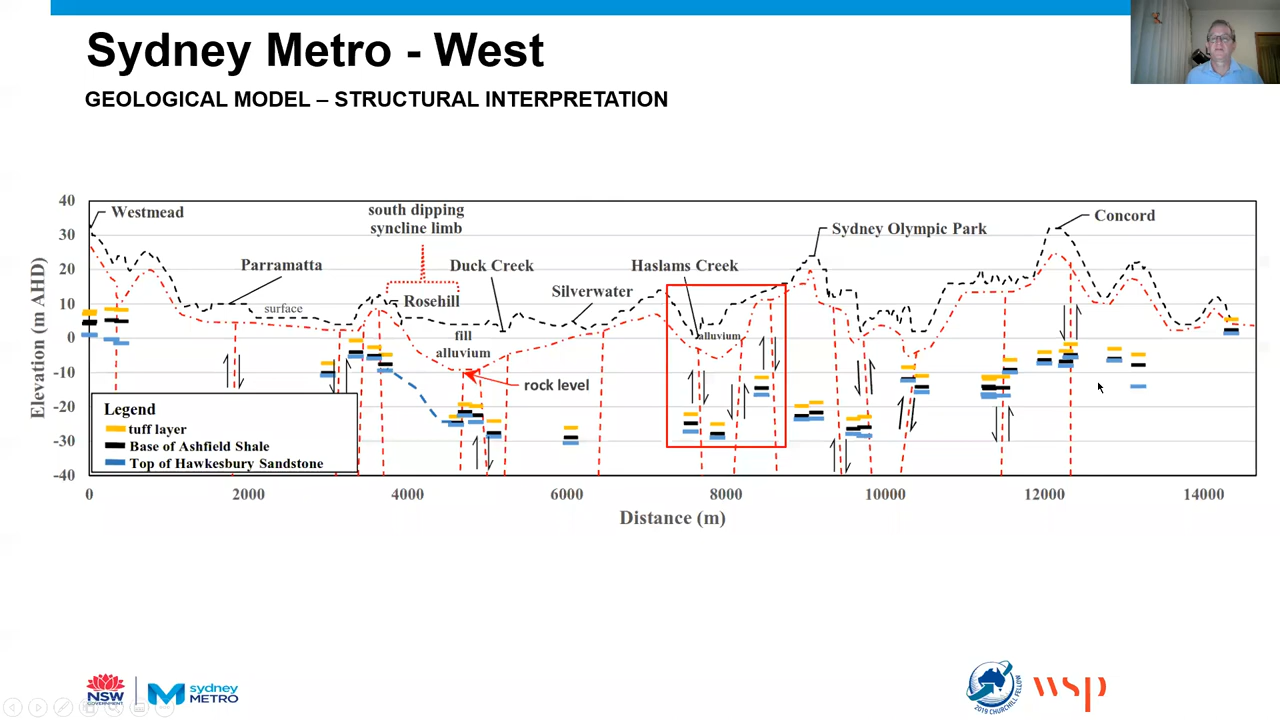 Sydney Metro - West
GEOLOGICAL MODEL – STRUCTURAL INTERPRETATION
40
30
20
10
0
-10
-20
-30
-40
Elevation (m AHD)
Westmead
south dipping
syncline limb
Parramatta
surface
Rosehill
Duck Creek
Silverwater
fill
alluvium
rock level
Haslams Creek
alluvium
Sydney Olympic Park
Concord
Legend
tuff layer
Base of Ashfield Shale
Top of Hawkesbury Sandstone
0
2000
4000
6000
8000
10000
12000
14000
Distance (m)
NSW
GOVERNMENT
sydney
METRO
2019 CHURCHILL FELLOW
wsp